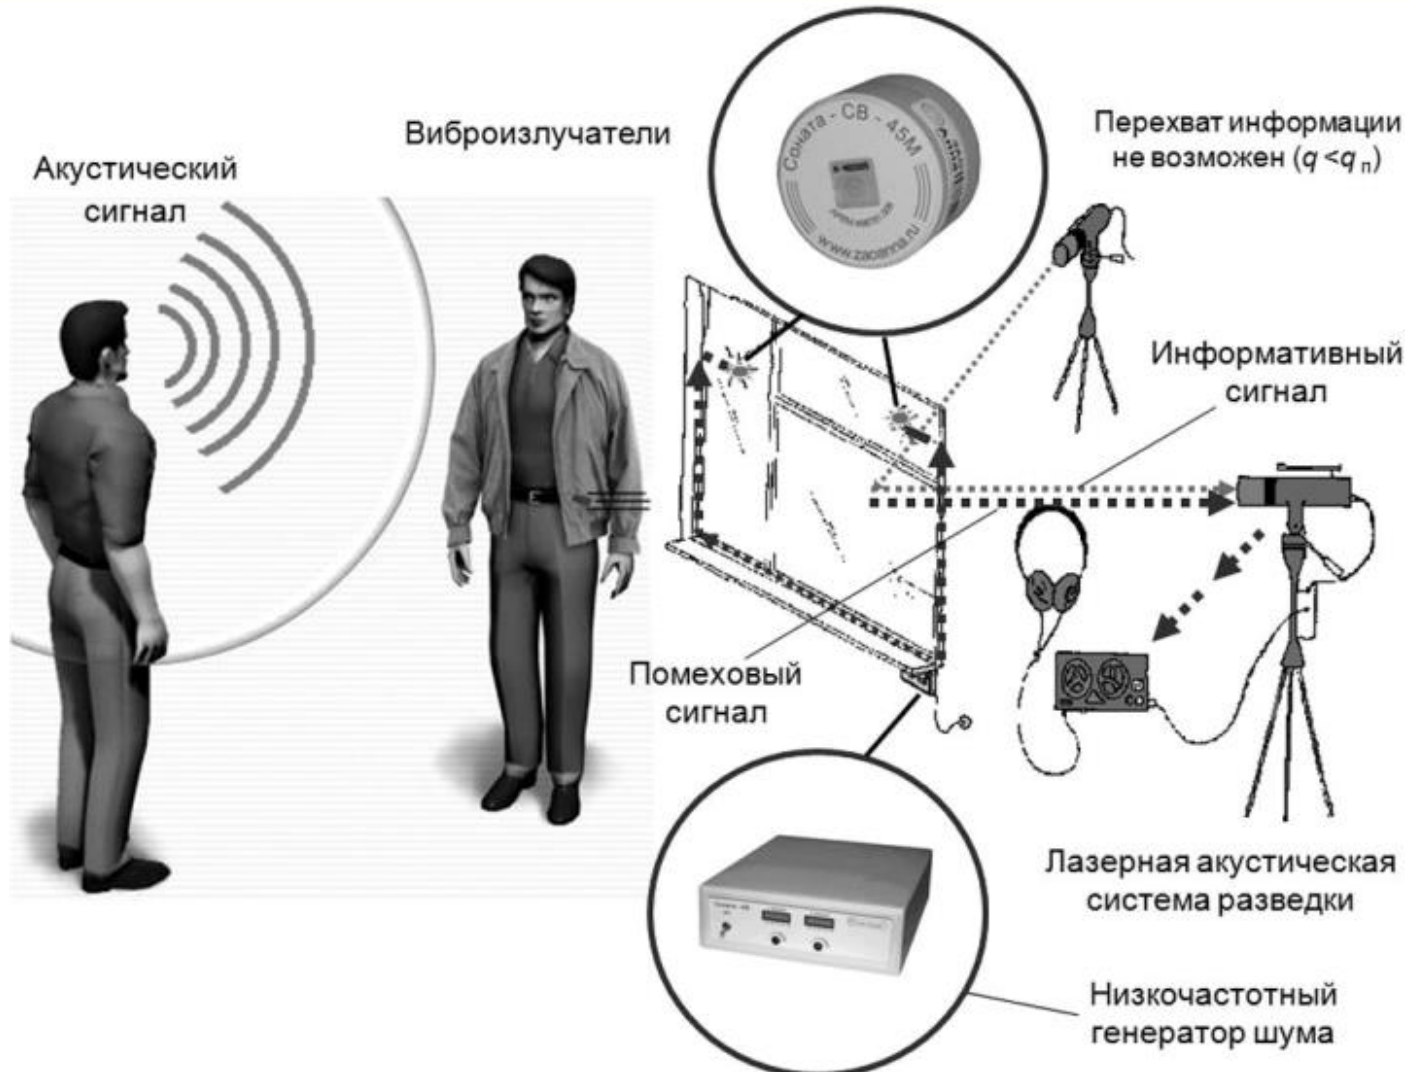 Акустический
сигнал
Виброизлучатели
Соната - СВ - 45М
www.zaoanna.ru
Перехват информации
не возможен (q <q п)
Информативный
сигнал
Помеховый
сигнал
Лазерная акустическая
система разведки
Низкочастотный
генератор шума